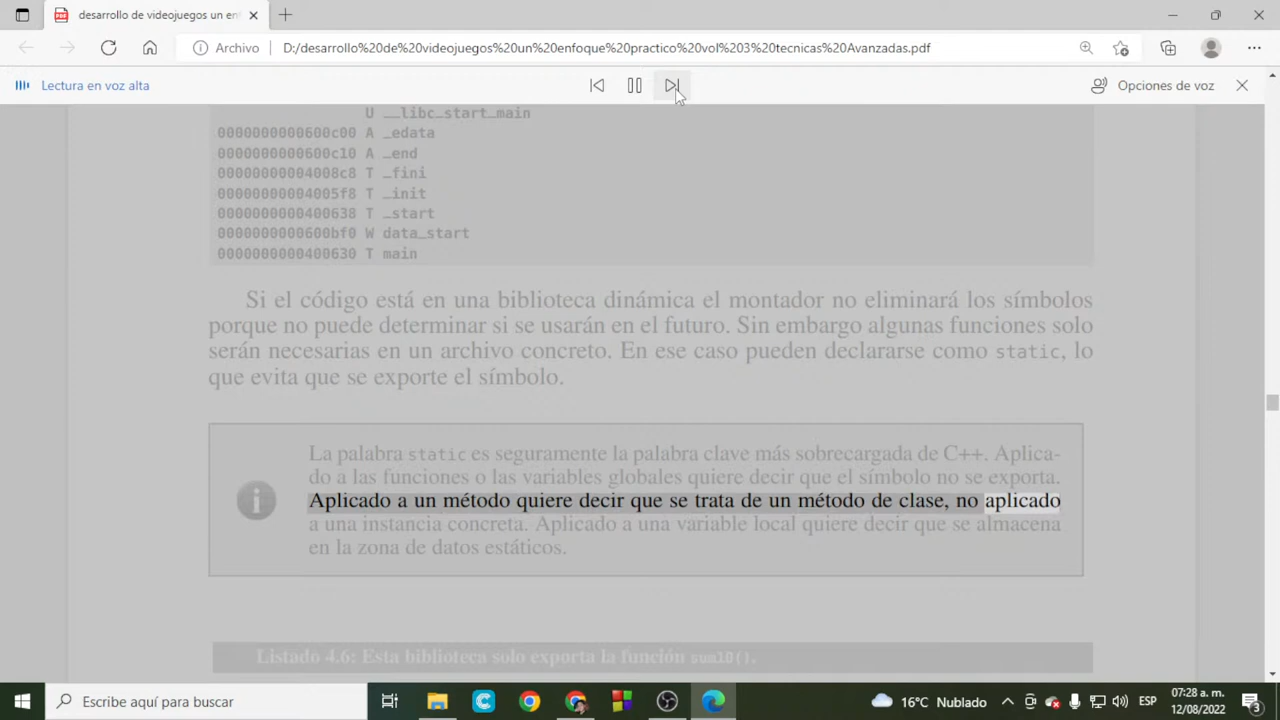 desarrollo de videojuegos un en
Archivo
D:/desarrollo%20de%20videojuegos%20un%20enfoque%20practico%20vol%203%20tecnicas%20Avanzadas.pdf
Lectura en voz alta
Opciones de voz
U __libc_start_main
0000000000600c00 A _edata
0000000000600c10 A _end
00000000004008c8 T _fini
00000000004005f8 T _init
0000000000400638 T _start
0000000000600bf0 W data_start
0000000000400630 T main
Si el código está en una biblioteca dinámica el montador no eliminará los símbolos
porque no puede determinar si se usarán en el futuro. Sin embargo algunas funciones solo
serán necesarias en un archivo concreto. En ese caso pueden declararse como static, lo
que evita que se exporte el símbolo.
La palabra static es seguramente la palabra clave más sobrecargada de C++. Aplica-
do a las funciones o las variables globales quiere decir que el símbolo no se exporta.
Aplicado a un método quiere decir que se trata de un método de clase, no aplicado
a una instancia concreta. Aplicado a una variable local quiere decir que se almacena
en la zona de datos estáticos.
Listado 4.6: Esta biblioteca solo exporta la función sum10().
Escribe aquí para buscar
16°C Nublado
ESP
07:28 a. m.
12/08/2022
3